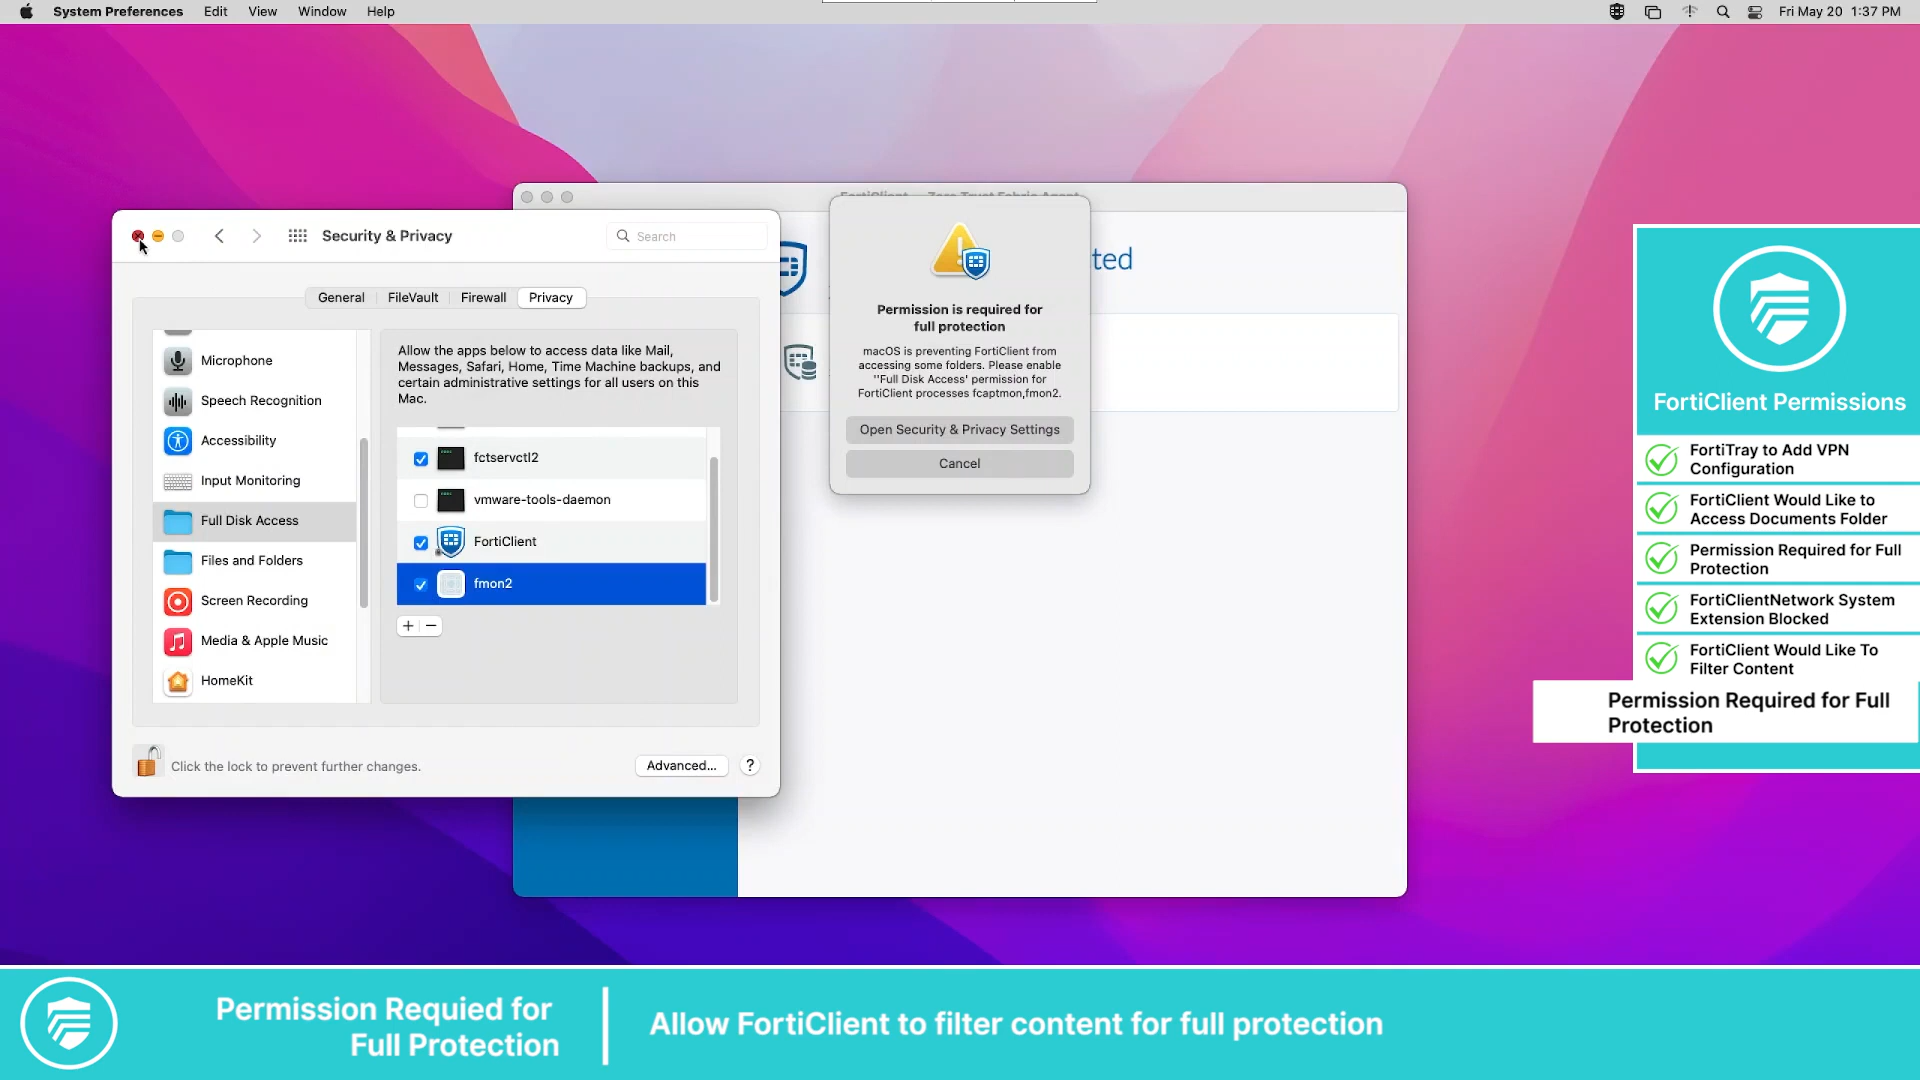 System Preferences Edit View Window Help
Fri May 20 1:37 PM
Security & Privacy
Search
General FileVault Firewall Privacy
Microphone
Speech Recognition
Accessibility
Input Monitoring
Full Disk Access
Files and Folders
Screen Recording
Media & Apple Music
HomeKit
Allow the apps below to access data like Mail,
Messages, Safari, Home, Time Machine backups, and
certain administrative settings for all users on this
Mac.
fctservctl2
vmware-tools-daemon
FortiClient
fmon2
+ −
Click the lock to prevent further changes.
Advanced...
?
FortiClient -- Zero Trust Fabric Agent
ted
Permission is required for
full protection
macOS is preventing FortiClient from
accessing some folders. Please enable
"Full Disk Access' permission for
FortiClient processes fcaptmon,fmon2.
Open Security & Privacy Settings
Cancel
FortiClient Permissions
FortiTray to Add VPN
Configuration
FortiClient Would Like to
Access Documents Folder
Permission Required for Full
Protection
FortiClientNetwork System
Extension Blocked
FortiClient Would Like To
Filter Content
Permission Required for Full
Protection
Permission Requied for
Full Protection
Allow FortiClient to filter content for full protection